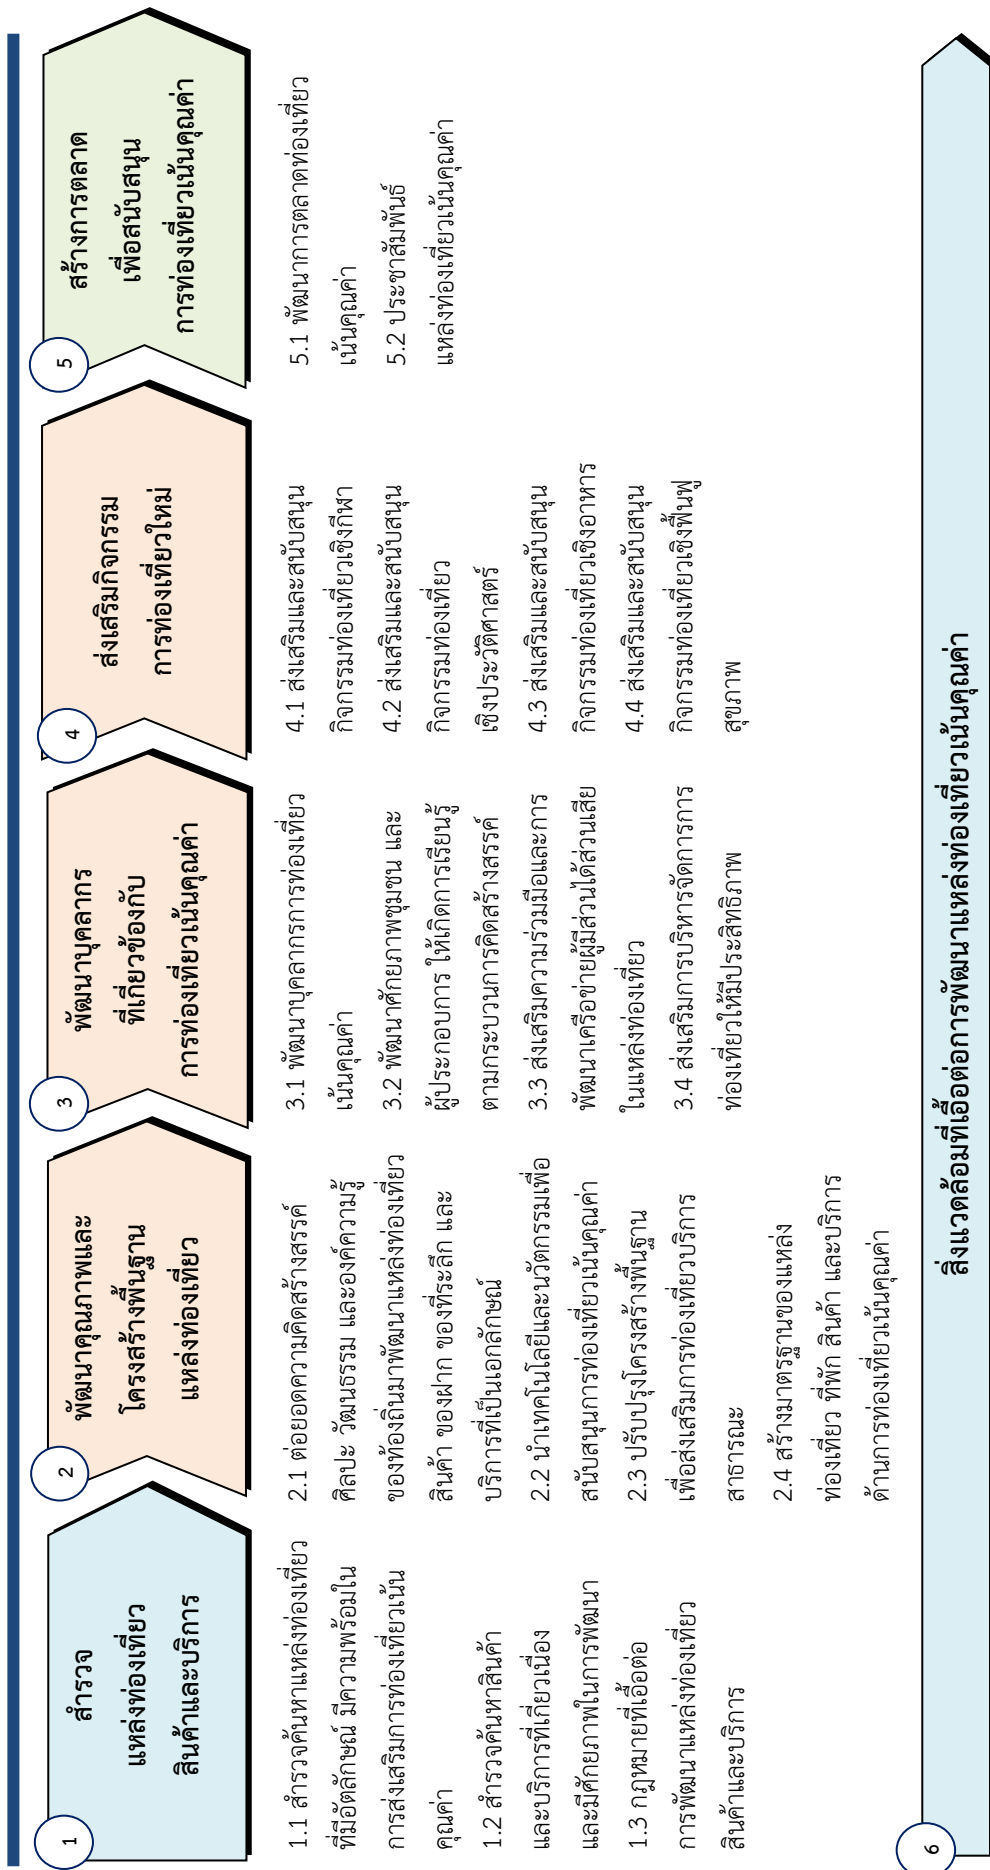 1
สำรวจ
แหล่งท่องเที่ยว
สินค้าและบริการ
1.1 สำรวจค้นหาแหล่งท่องเที่ยว
ที่มีอัตลักษณ์ มีความพร้อมใน
การส่งเสริมการท่องเที่ยวเน้น
คุณค่า
1.2 สำรวจค้นหาสินค้า
และบริการที่เกี่ยวเนื่อง
และมีศักยภาพในการพัฒนา
1.3 กฎหมายที่เอื้อต่อ
การพัฒนาแหล่งท่องเที่ยว
สินค้าและบริการ
2
พัฒนาคุณภาพและ
โครงสร้างพื้นฐาน
แหล่งท่องเที่ยว
2.1 ต่อยอดความคิดสร้างสรรค์
ศิลปะ วัฒนธรรม และองค์ความรู้
ของท้องถิ่นมาพัฒนาแหล่งท่องเที่ยว
สินค้า ของฝาก ของที่ระลึก และ
บริการที่เป็นเอกลักษณ์
2.2 นำเทคโนโลยีและนวัตกรรมเพื่อ
สนับสนุนการท่องเที่ยวเน้นคุณค่า
2.3 ปรับปรุงโครงสร้างพื้นฐาน
เพื่อส่งเสริมการท่องเที่ยวบริการ
สาธารณะ
2.4 สร้างมาตรฐานของแหล่ง
ท่องเที่ยว ที่พัก สินค้า และบริการ
ด้านการท่องเที่ยวเน้นคุณค่า
3
พัฒนาบุคลากร
ที่เกี่ยวข้องกับ
การท่องเที่ยวเน้นคุณค่า
3.1 พัฒนาบุคลากรการท่องเที่ยว
เน้นคุณค่า
3.2 พัฒนาศักยภาพชุมชน และ
ผู้ประกอบการ ให้เกิดการเรียนรู้
ตามกระบวนการคิดสร้างสรรค์
3.3 ส่งเสริมความร่วมมือและการ
พัฒนาเครือข่ายผู้มีส่วนได้ส่วนเสีย
ในแหล่งท่องเที่ยว
3.4 ส่งเสริมการบริหารจัดการการ
ท่องเที่ยวให้มีประสิทธิภาพ
4
ส่งเสริมกิจกรรม
การท่องเที่ยวใหม่
4.1 ส่งเสริมและสนับสนุน
กิจกรรมท่องเที่ยวเชิงกีฬา
4.2 ส่งเสริมและสนับสนุน
กิจกรรมท่องเที่ยว
เชิงประวัติศาสตร์
4.3 ส่งเสริมและสนับสนุน
กิจกรรมท่องเที่ยวเชิงอาหาร
4.4 ส่งเสริมและสนับสนุน
กิจกรรมท่องเที่ยวเชิงฟื้นฟู
สุขภาพ
5
สร้างการตลาด
เพื่อสนับสนุน
การท่องเที่ยวเน้นคุณค่า
5.1 พัฒนาการตลาดท่องเที่ยว
เน้นคุณค่า
5.2 ประชาสัมพันธ์
แหล่งท่องเที่ยวเน้นคุณค่า
6
สิ่งแวดล้อมที่เอื้อต่อการพัฒนาแหล่งท่องเที่ยวเน้นคุณค่า